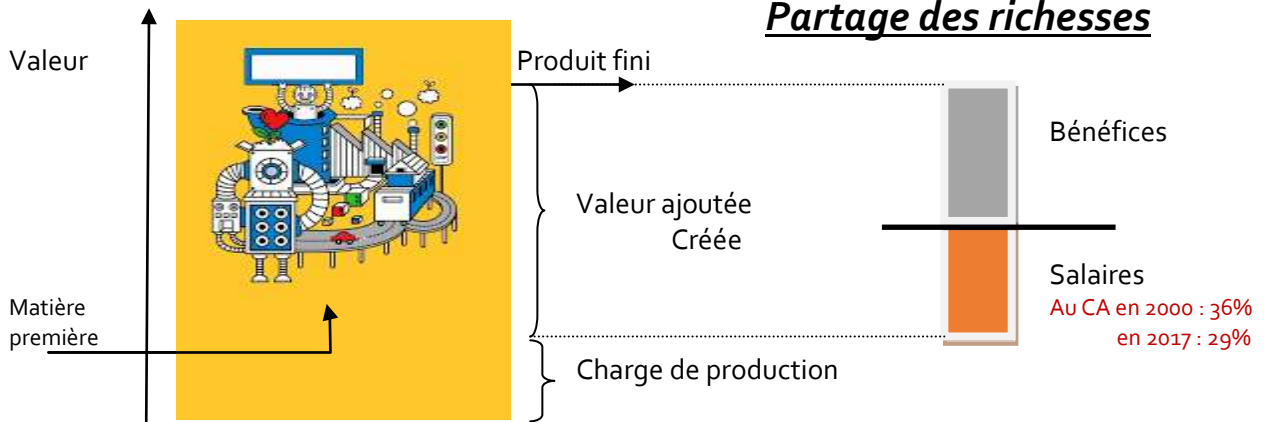 Partage des richesses
Valeur
Produit fini
Bénéfices
Valeur ajoutée
Créée
Salaires
Au CA en 2000 : 36%
en 2017 : 29%
Matière
première
Charge de production